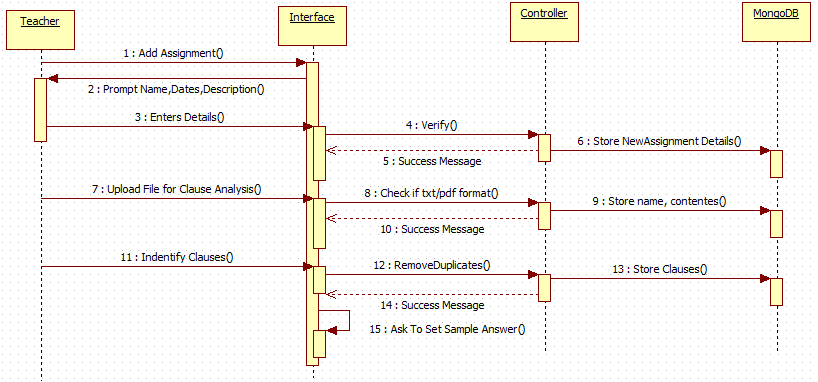 Teacher
Interface
Controller
MongoDB
1 : Add Assignment()
2 : Prompt Name,Dates,Description()
3 : Enters Details()
4 : Verify()
5 : Success Message
6 : Store NewAssignment Details()
7 : Upload File for Clause Analysis()
8 : Check if txt/pdf format()
9 : Store name, contentes()
10 : Success Message
11 : Indentify Clauses()
12 : RemoveDuplicates()
13 : Store Clauses()
14 : Success Message
15 : Ask To Set Sample Answer()